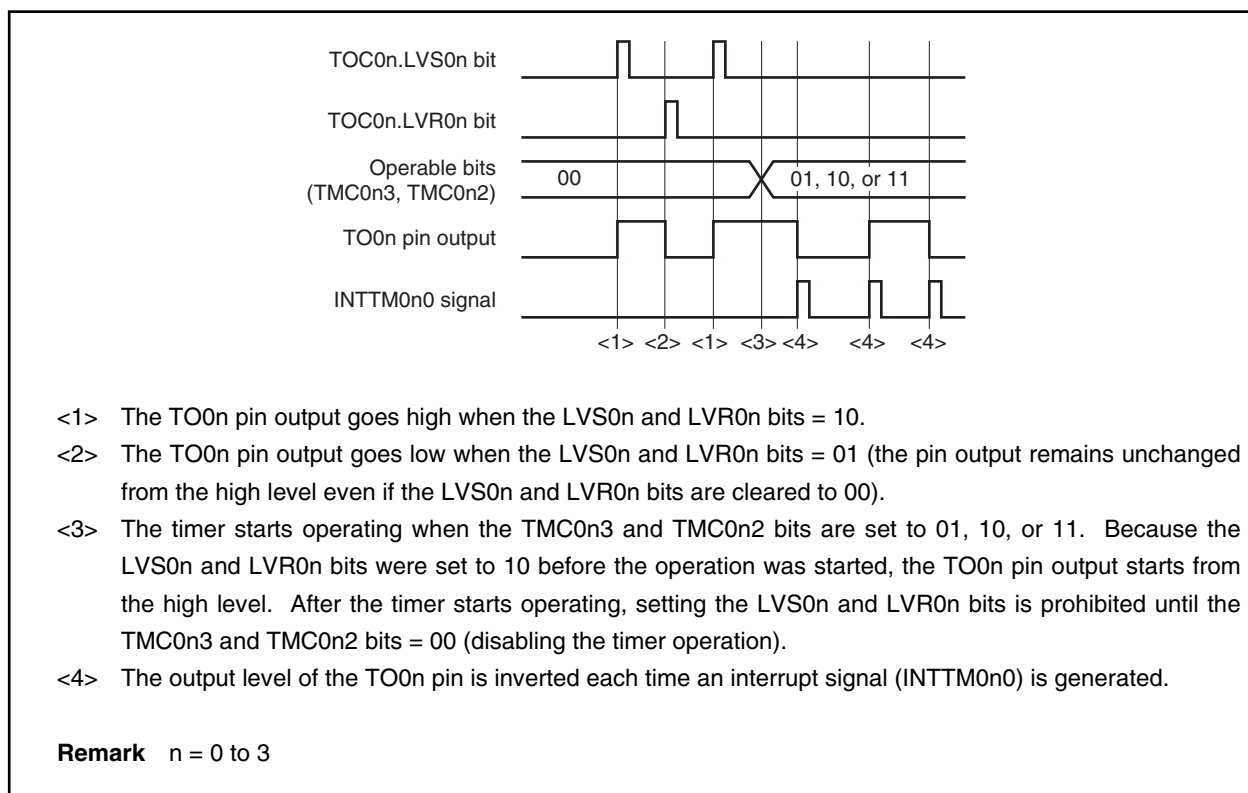 TOC0n.LVS0n bit
TOC0n.LVR0n bit
Operable bits
(TMC0n3, TMC0n2)
00
01, 10, or 11
TO0n pin output
INTTM0n0 signal
<1> <2> <1> <3> <4> <4> <4>
<1> The TO0n pin output goes high when the LVS0n and LVR0n bits = 10.
<2> The TO0n pin output goes low when the LVS0n and LVR0n bits = 01 (the pin output remains unchanged
from the high level even if the LVS0n and LVR0n bits are cleared to 00).
<3> The timer starts operating when the TMC0n3 and TMC0n2 bits are set to 01, 10, or 11. Because the
LVS0n and LVR0n bits were set to 10 before the operation was started, the TO0n pin output starts from
the high level. After the timer starts operating, setting the LVS0n and LVR0n bits is prohibited until the
TMC0n3 and TMC0n2 bits = 00 (disabling the timer operation).
<4> The output level of the TO0n pin is inverted each time an interrupt signal (INTTM0n0) is generated.
Remark n = 0 to 3